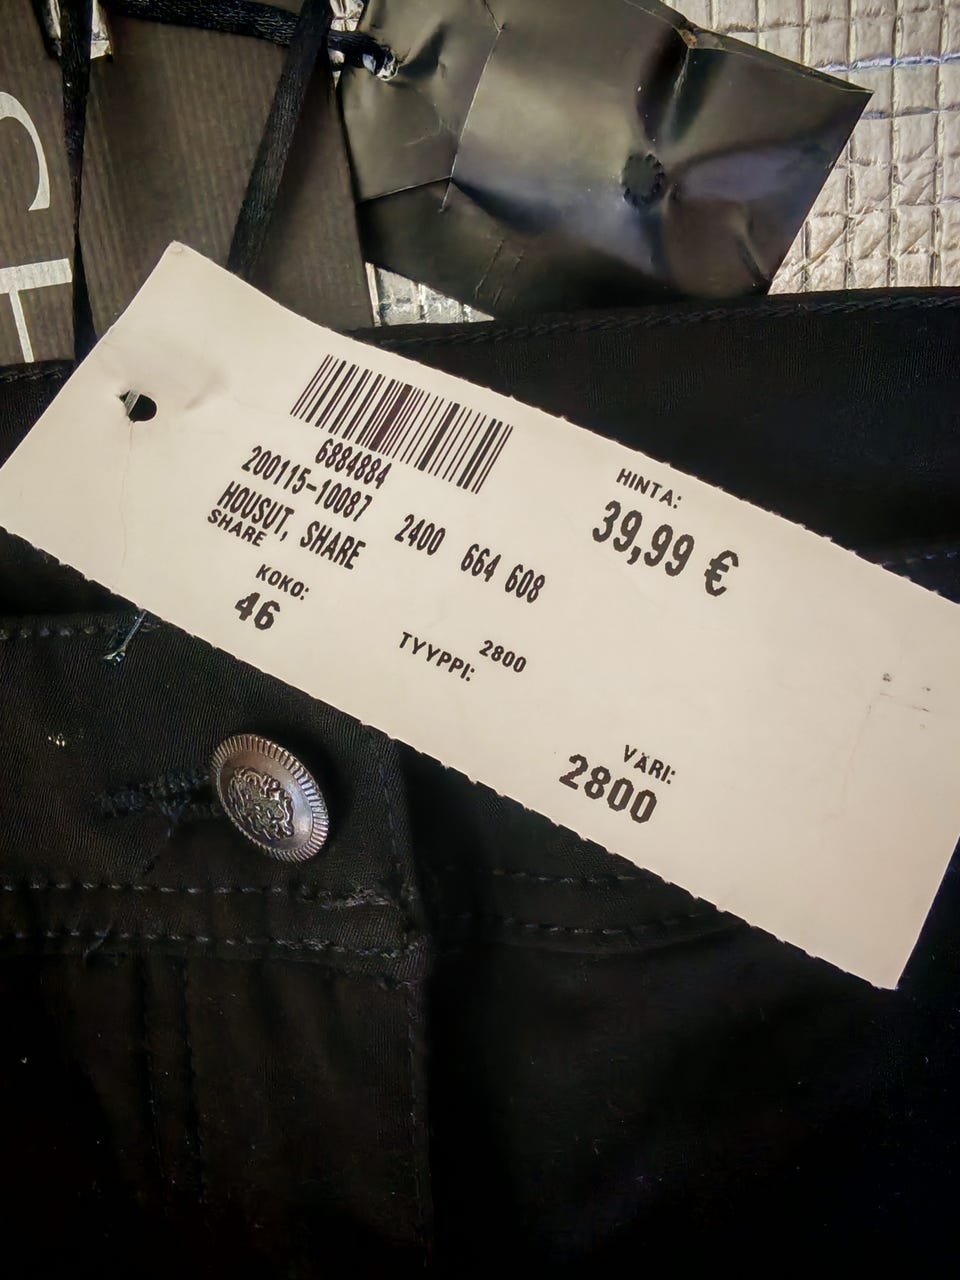 6884884
200115-10087 2400 664 608
HOUSUT, SHARE
SHARE
KOKO:
46
TYYPPI: 2800
HINTA:
39,99 €
VÄRI:
2800